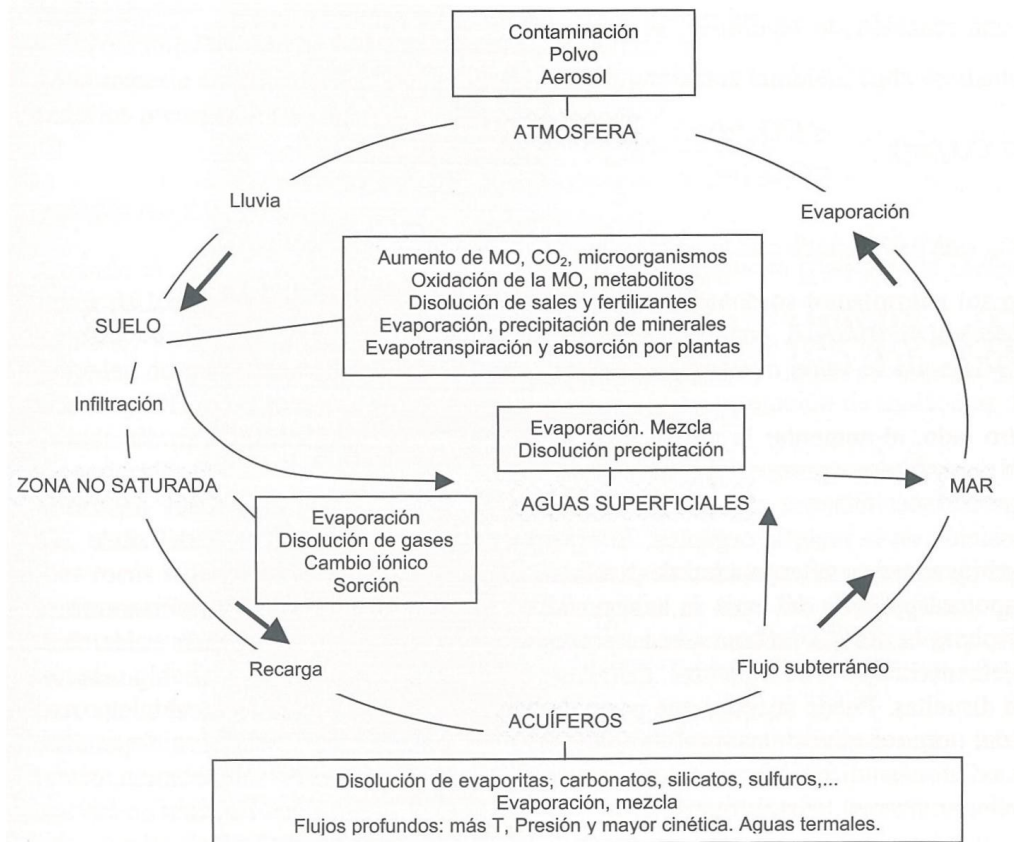 Contaminación
Polvo
Aerosol
ATMOSFERA
Lluvia
Evaporación
Aumento de MO, CO₂, microorganismos
Oxidación de la MO, metabolitos
Disolución de sales y fertilizantes
Evaporación, precipitación de minerales
Evapotranspiración y absorción por plantas
SUELO
Infiltración
Evaporación. Mezcla
Disolución precipitación
ZONA NO SATURADA
AGUAS SUPERFICIALES
MAR
Evaporación
Disolución de gases
Cambio iónico
Sorción
Recarga
Flujo subterráneo
ACUÍFEROS
Disolución de evaporitas, carbonatos, silicatos, sulfuros,...
Evaporación, mezcla
Flujos profundos: más T, Presión y mayor cinética. Aguas termales.